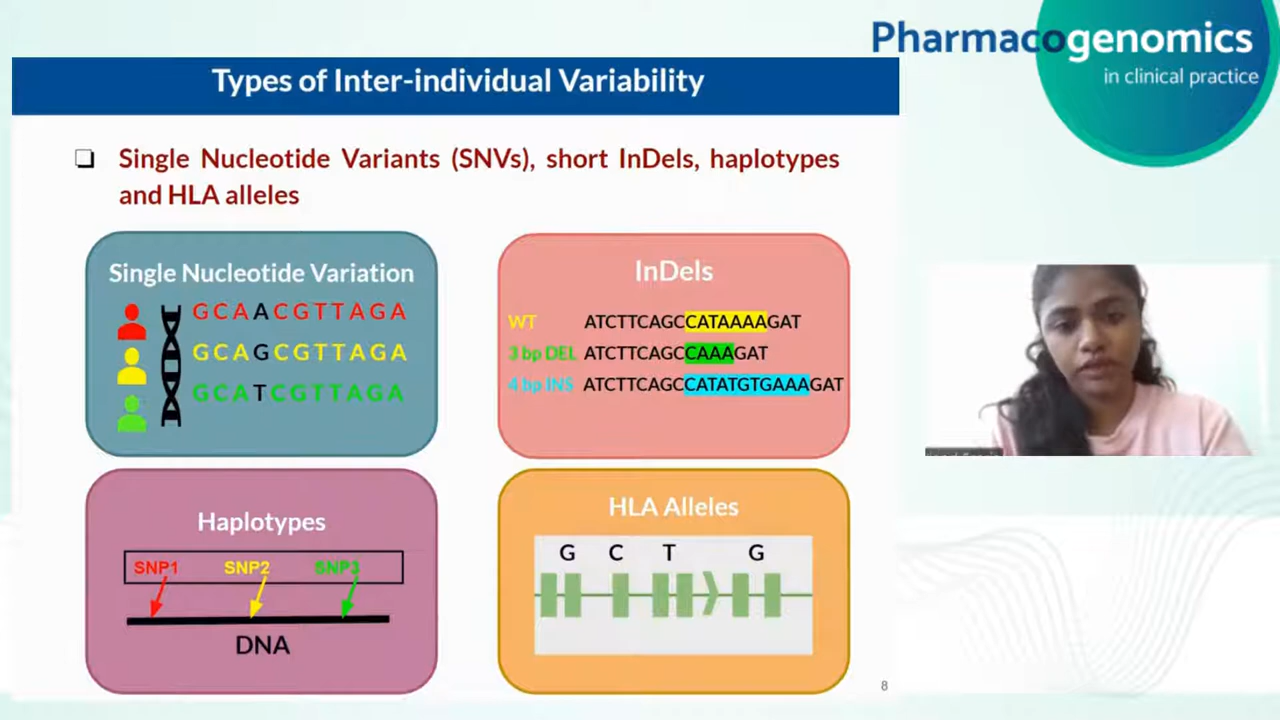 Pharmacogenomics
in clinical practice
Types of Inter-individual Variability
Single Nucleotide Variants (SNVs), short InDels, haplotypes
and HLA alleles
Single Nucleotide Variation
GCAACGTTAGA
GCAGCGTTAGA
GCATCGTTAGA
InDels
WT ATCTTCAGCCATAAAAGAT
3 bp DEL ATCTTCAGCCAAAGAT
4 bp INS ATCTTCAGCCATATGTGAAAGAT
Haplotypes
SNP1 SNP2 SNP3
DNA
HLA Alleles
G C T G
8